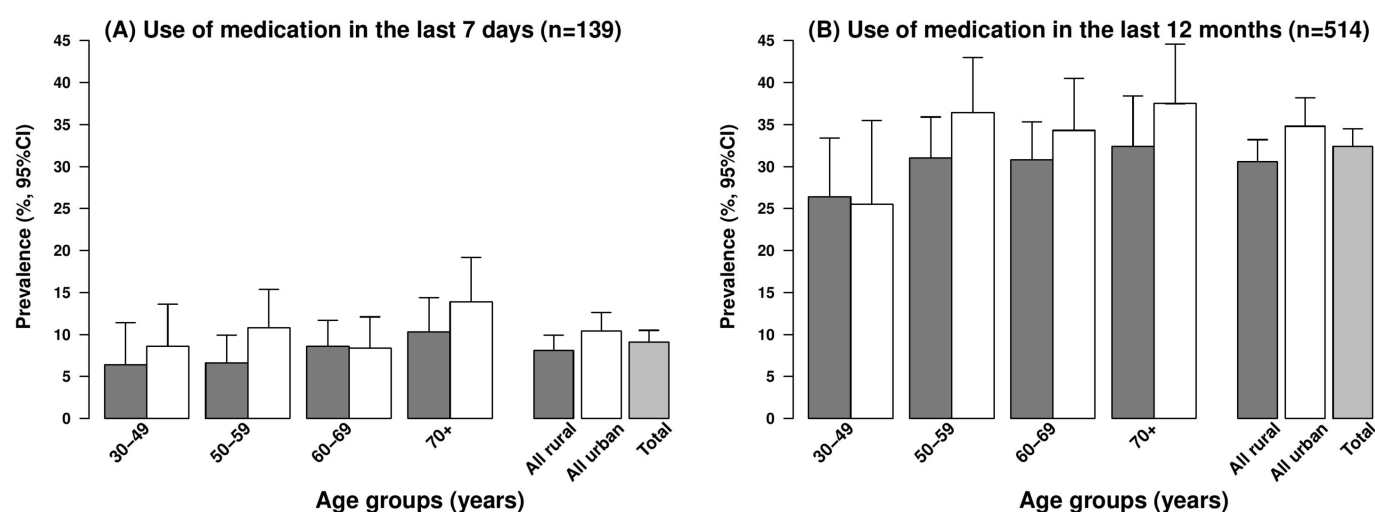 (A) Use of medication in the last 7 days (n=139)
45
40
35
30
25
20
15
10
5
0
Prevalence (%, 95%CI)
30–49
50–59
60–69
70+
All rural
All urban
Total
Age groups (years)
(B) Use of medication in the last 12 months (n=514)
45
40
35
30
25
20
15
10
5
0
Prevalence (%, 95%CI)
30–49
50–59
60–69
70+
All rural
All urban
Total
Age groups (years)